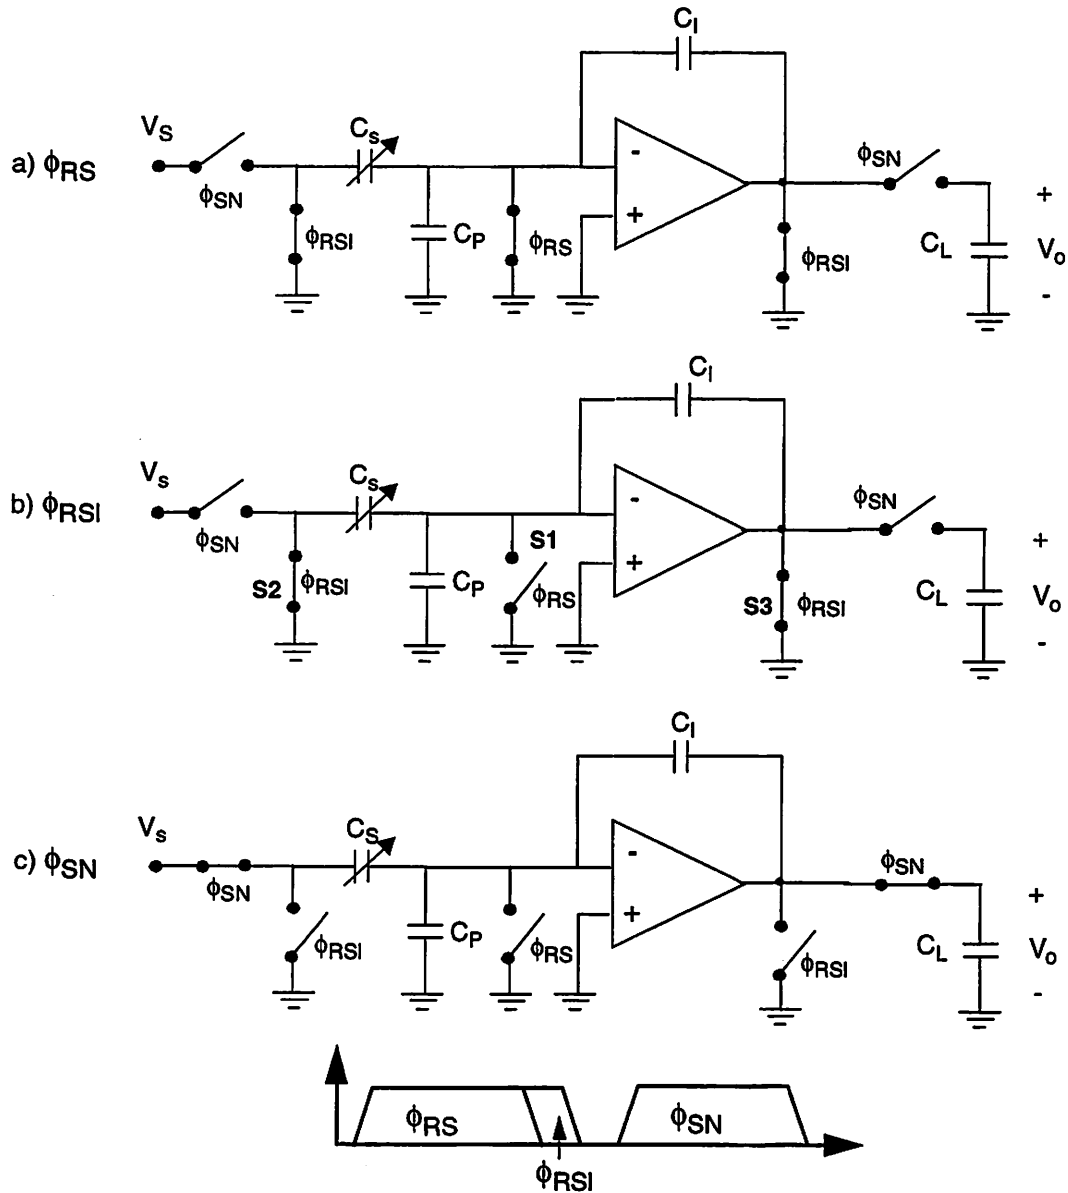 C_I
V_S
C_s
a) ϕ_RS
ϕ_SN
ϕ_RSI
C_P
ϕ_RS
-
+
ϕ_SN
ϕ_RSI
C_L
+
V_o
-
C_I
V_s
C_s
b) ϕ_RSI
ϕ_SN
S2
ϕ_RSI
C_P
S1
ϕ_RS
-
+
S3
ϕ_RSI
ϕ_SN
C_L
+
V_o
-
C_I
V_s
C_S
c) ϕ_SN
ϕ_SN
ϕ_RSI
C_P
ϕ_RS
-
+
ϕ_SN
ϕ_RSI
C_L
+
V_o
-
ϕ_RS
ϕ_SN
ϕ_RSI